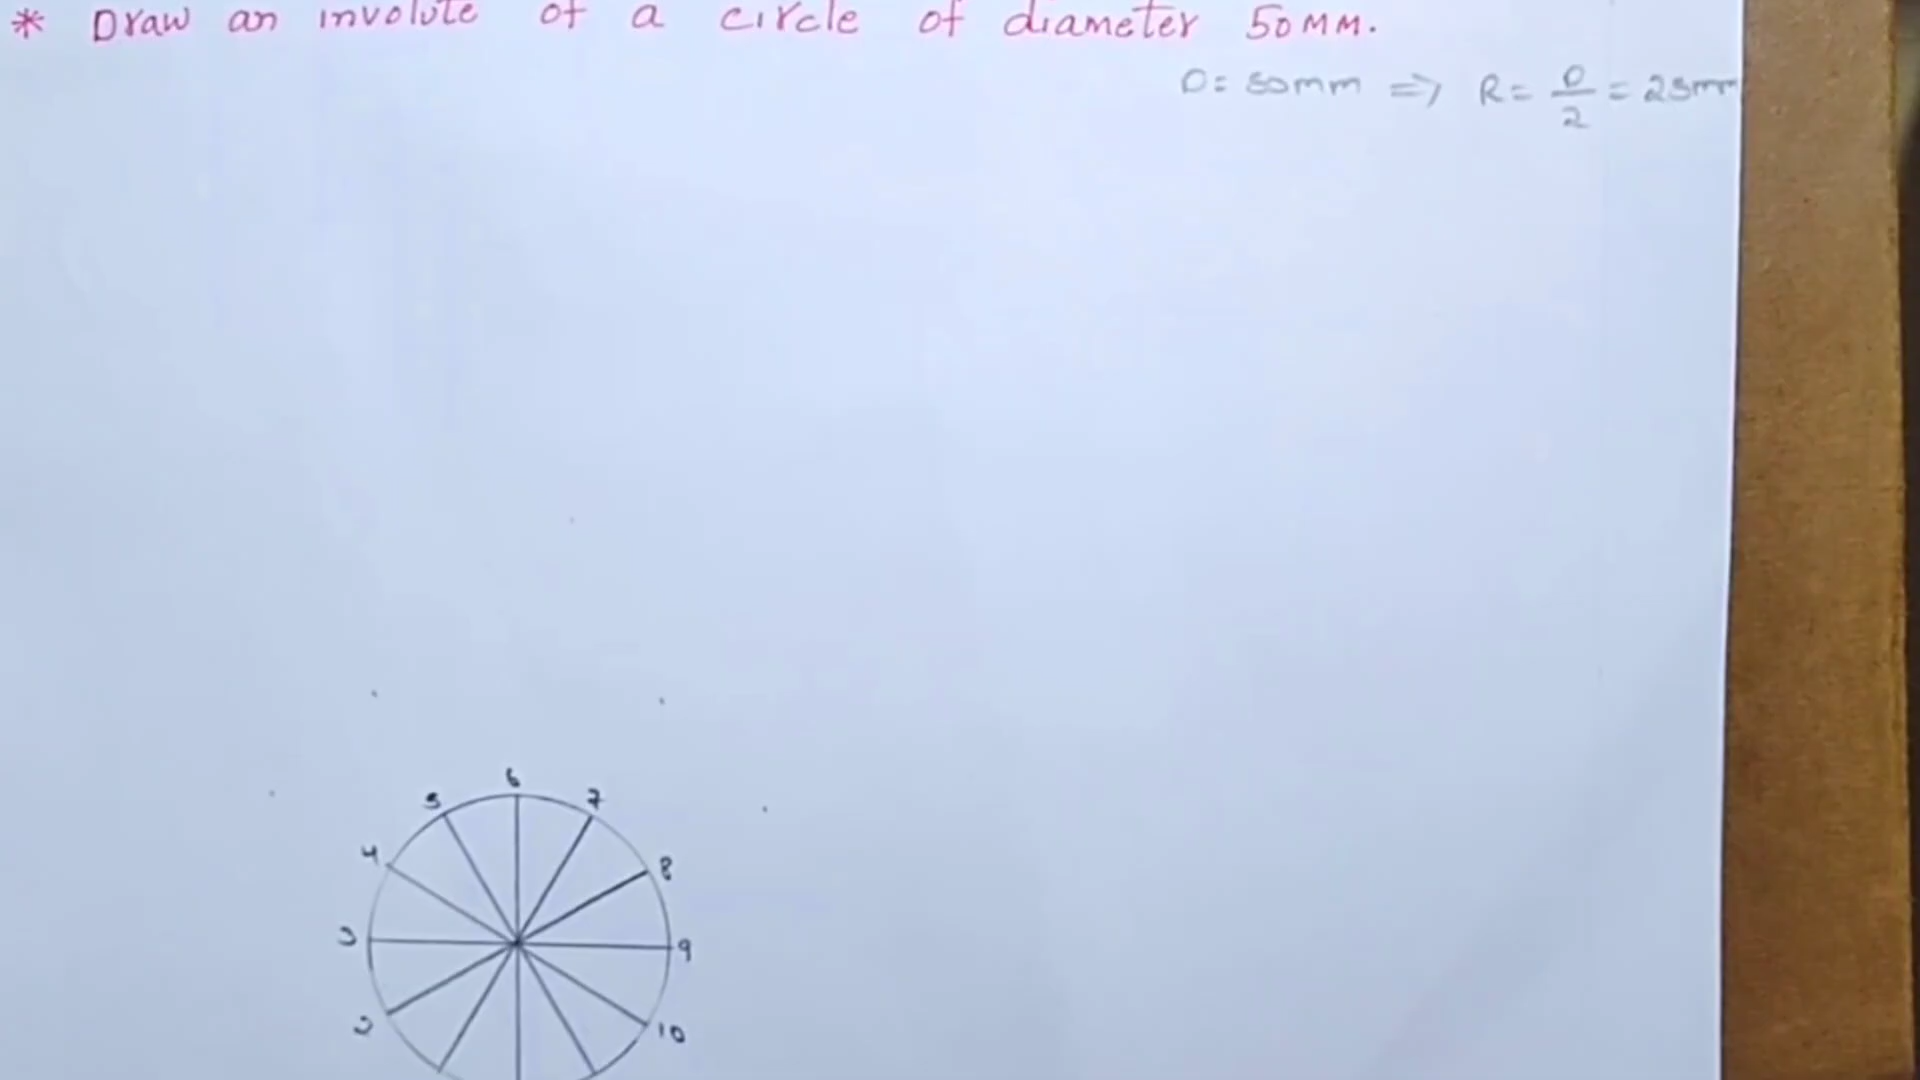 * Draw an involute of a circle of diameter 50MM.
D = 50mm => R = D/2 = 25mm
6
5 7
4 8
3 9
2 10